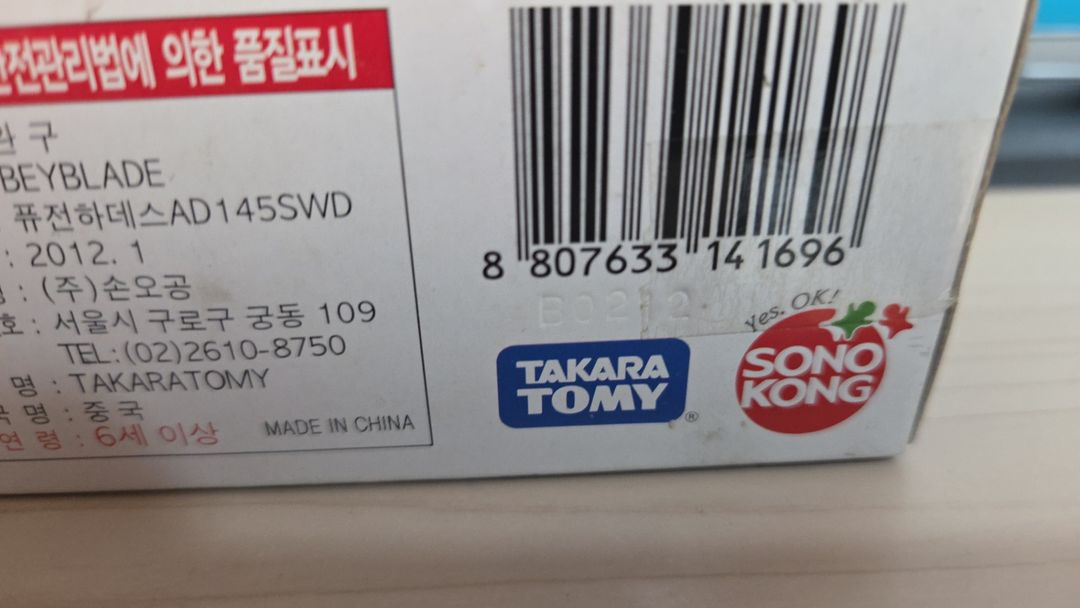 안전관리법에 의한 품질표시
완구
BEYBLADE
퓨전하데스AD145SWD
: 2012. 1
: (주)손오공
호 : 서울시 구로구 궁동 109
TEL:(02)2610-8750
명 : TAKARATOMY
국명 : 중국
연령 : 6세 이상
MADE IN CHINA
8 807633 141696
B0212
TAKARA
TOMY
®
Yes. OK!
SONO
KONG